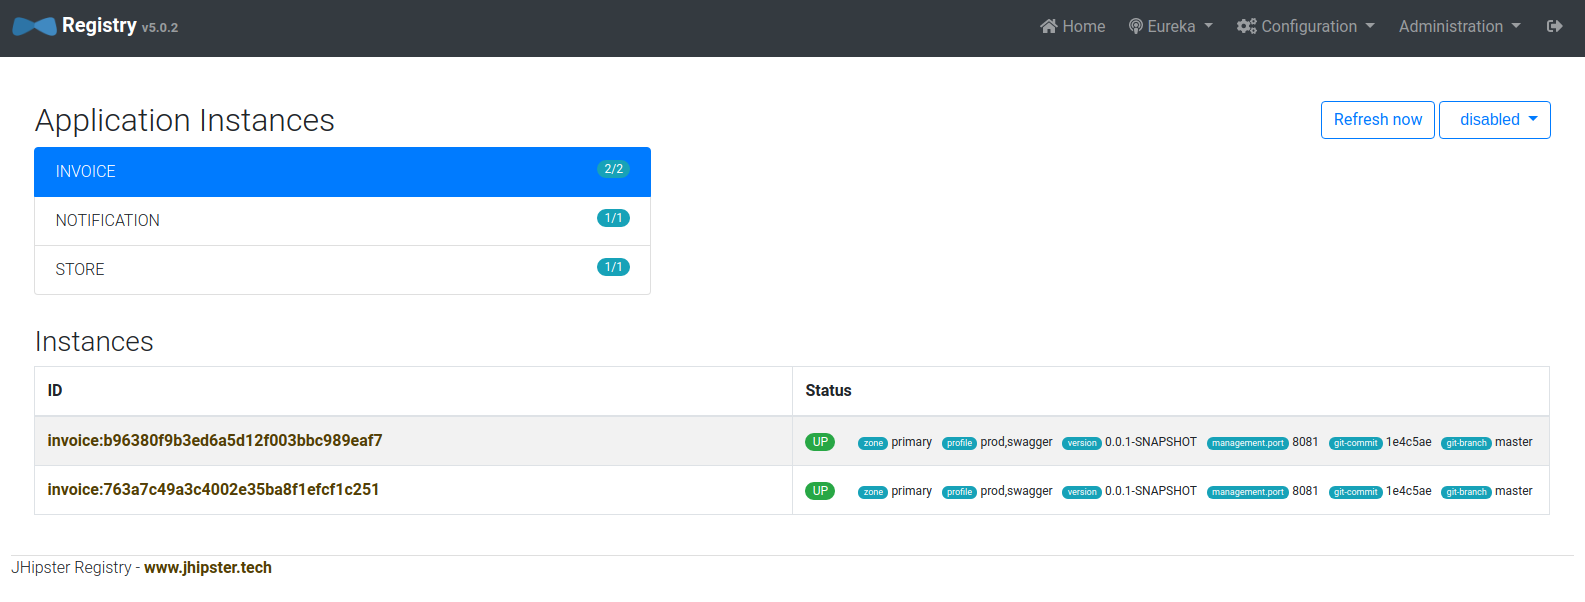 Registry v5.0.2 Home Eureka Configuration Administration
Application Instances Refresh now disabled
INVOICE 2/2
NOTIFICATION 1/1
STORE 1/1
Instances
ID Status
invoice:b96380f9b3ed6a5d12f003bbc989eaf7 UP zone primary profile prod,swagger version 0.0.1-SNAPSHOT management.port 8081 git-commit 1e4c5ae git-branch master
invoice:763a7c49a3c4002e35ba8f1efcf1c251 UP zone primary profile prod,swagger version 0.0.1-SNAPSHOT management.port 8081 git-commit 1e4c5ae git-branch master
JHipster Registry - www.jhipster.tech